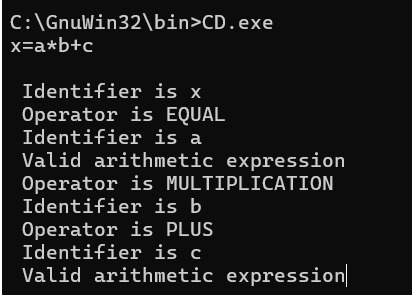 C:\GnuWin32\bin>CD.exe
x=a*b+c
Identifier is x
Operator is EQUAL
Identifier is a
Valid arithmetic expression
Operator is MULTIPLICATION
Identifier is b
Operator is PLUS
Identifier is c
Valid arithmetic expression